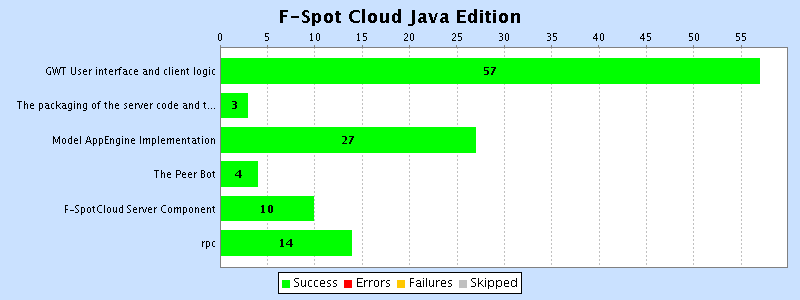 F-Spot Cloud Java Edition
0 5 10 15 20 25 30 35 40 45 50 55
GWT User interface and client logic 57
The packaging of the server code and t... 3
Model AppEngine Implementation 27
The Peer Bot 4
F-SpotCloud Server Component 10
rpc 14
Success Errors Failures Skipped